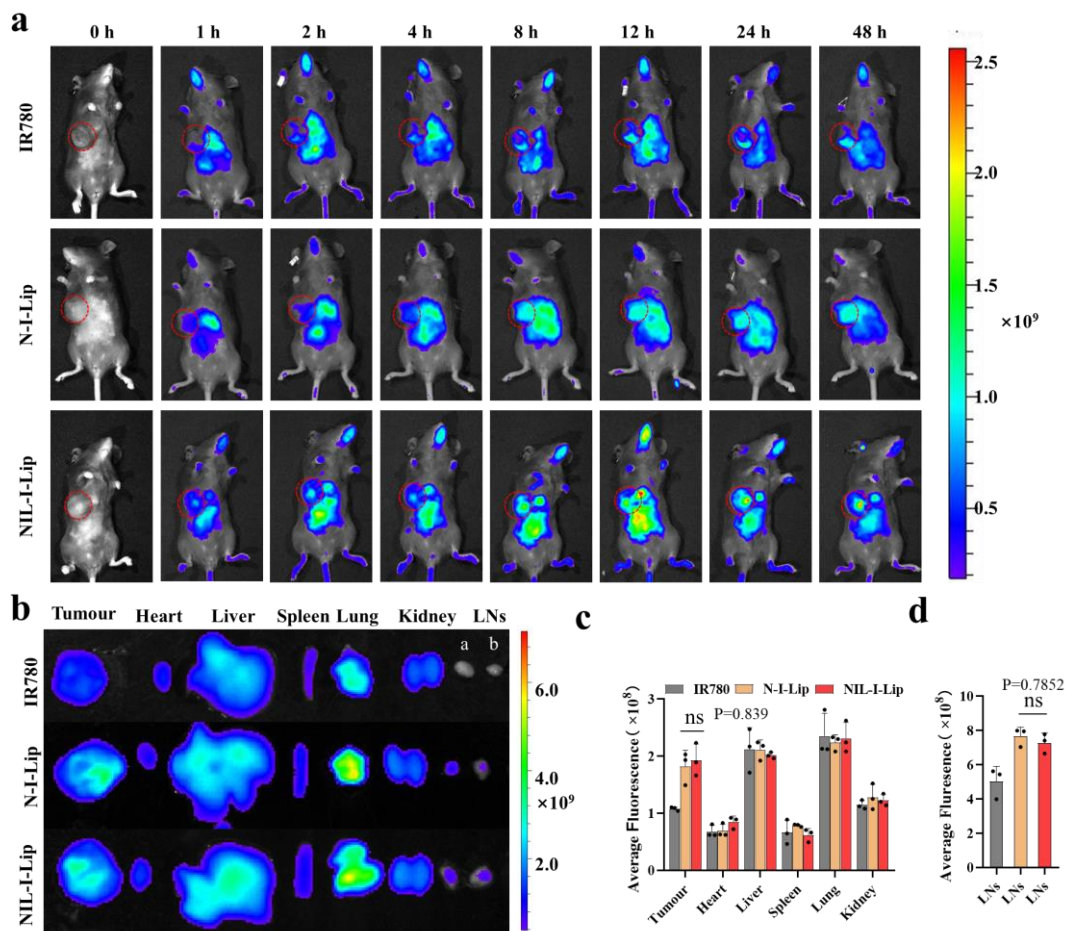 a
0 h 1 h 2 h 4 h 8 h 12 h 24 h 48 h
IR780
N-I-Lip
NIL-I-Lip
2.5
2.0
×10⁹
1.0
0.5
b
Tumour Heart Liver Spleen Lung Kidney LNs
a b
IR780
N-I-Lip
NIL-I-Lip
6.0
4.0
×10⁹
2.0
c
IR780 N-I-Lip NIL-I-Lip
P=0.839
ns
Average Fluorescence (×10⁸)
3
2
1
0
Tumour Heart Liver Spleen Lung Kidney
d
P=0.7852
ns
Average Fluresence (×10⁸)
10
8
6
4
2
0
LNs LNs LNs